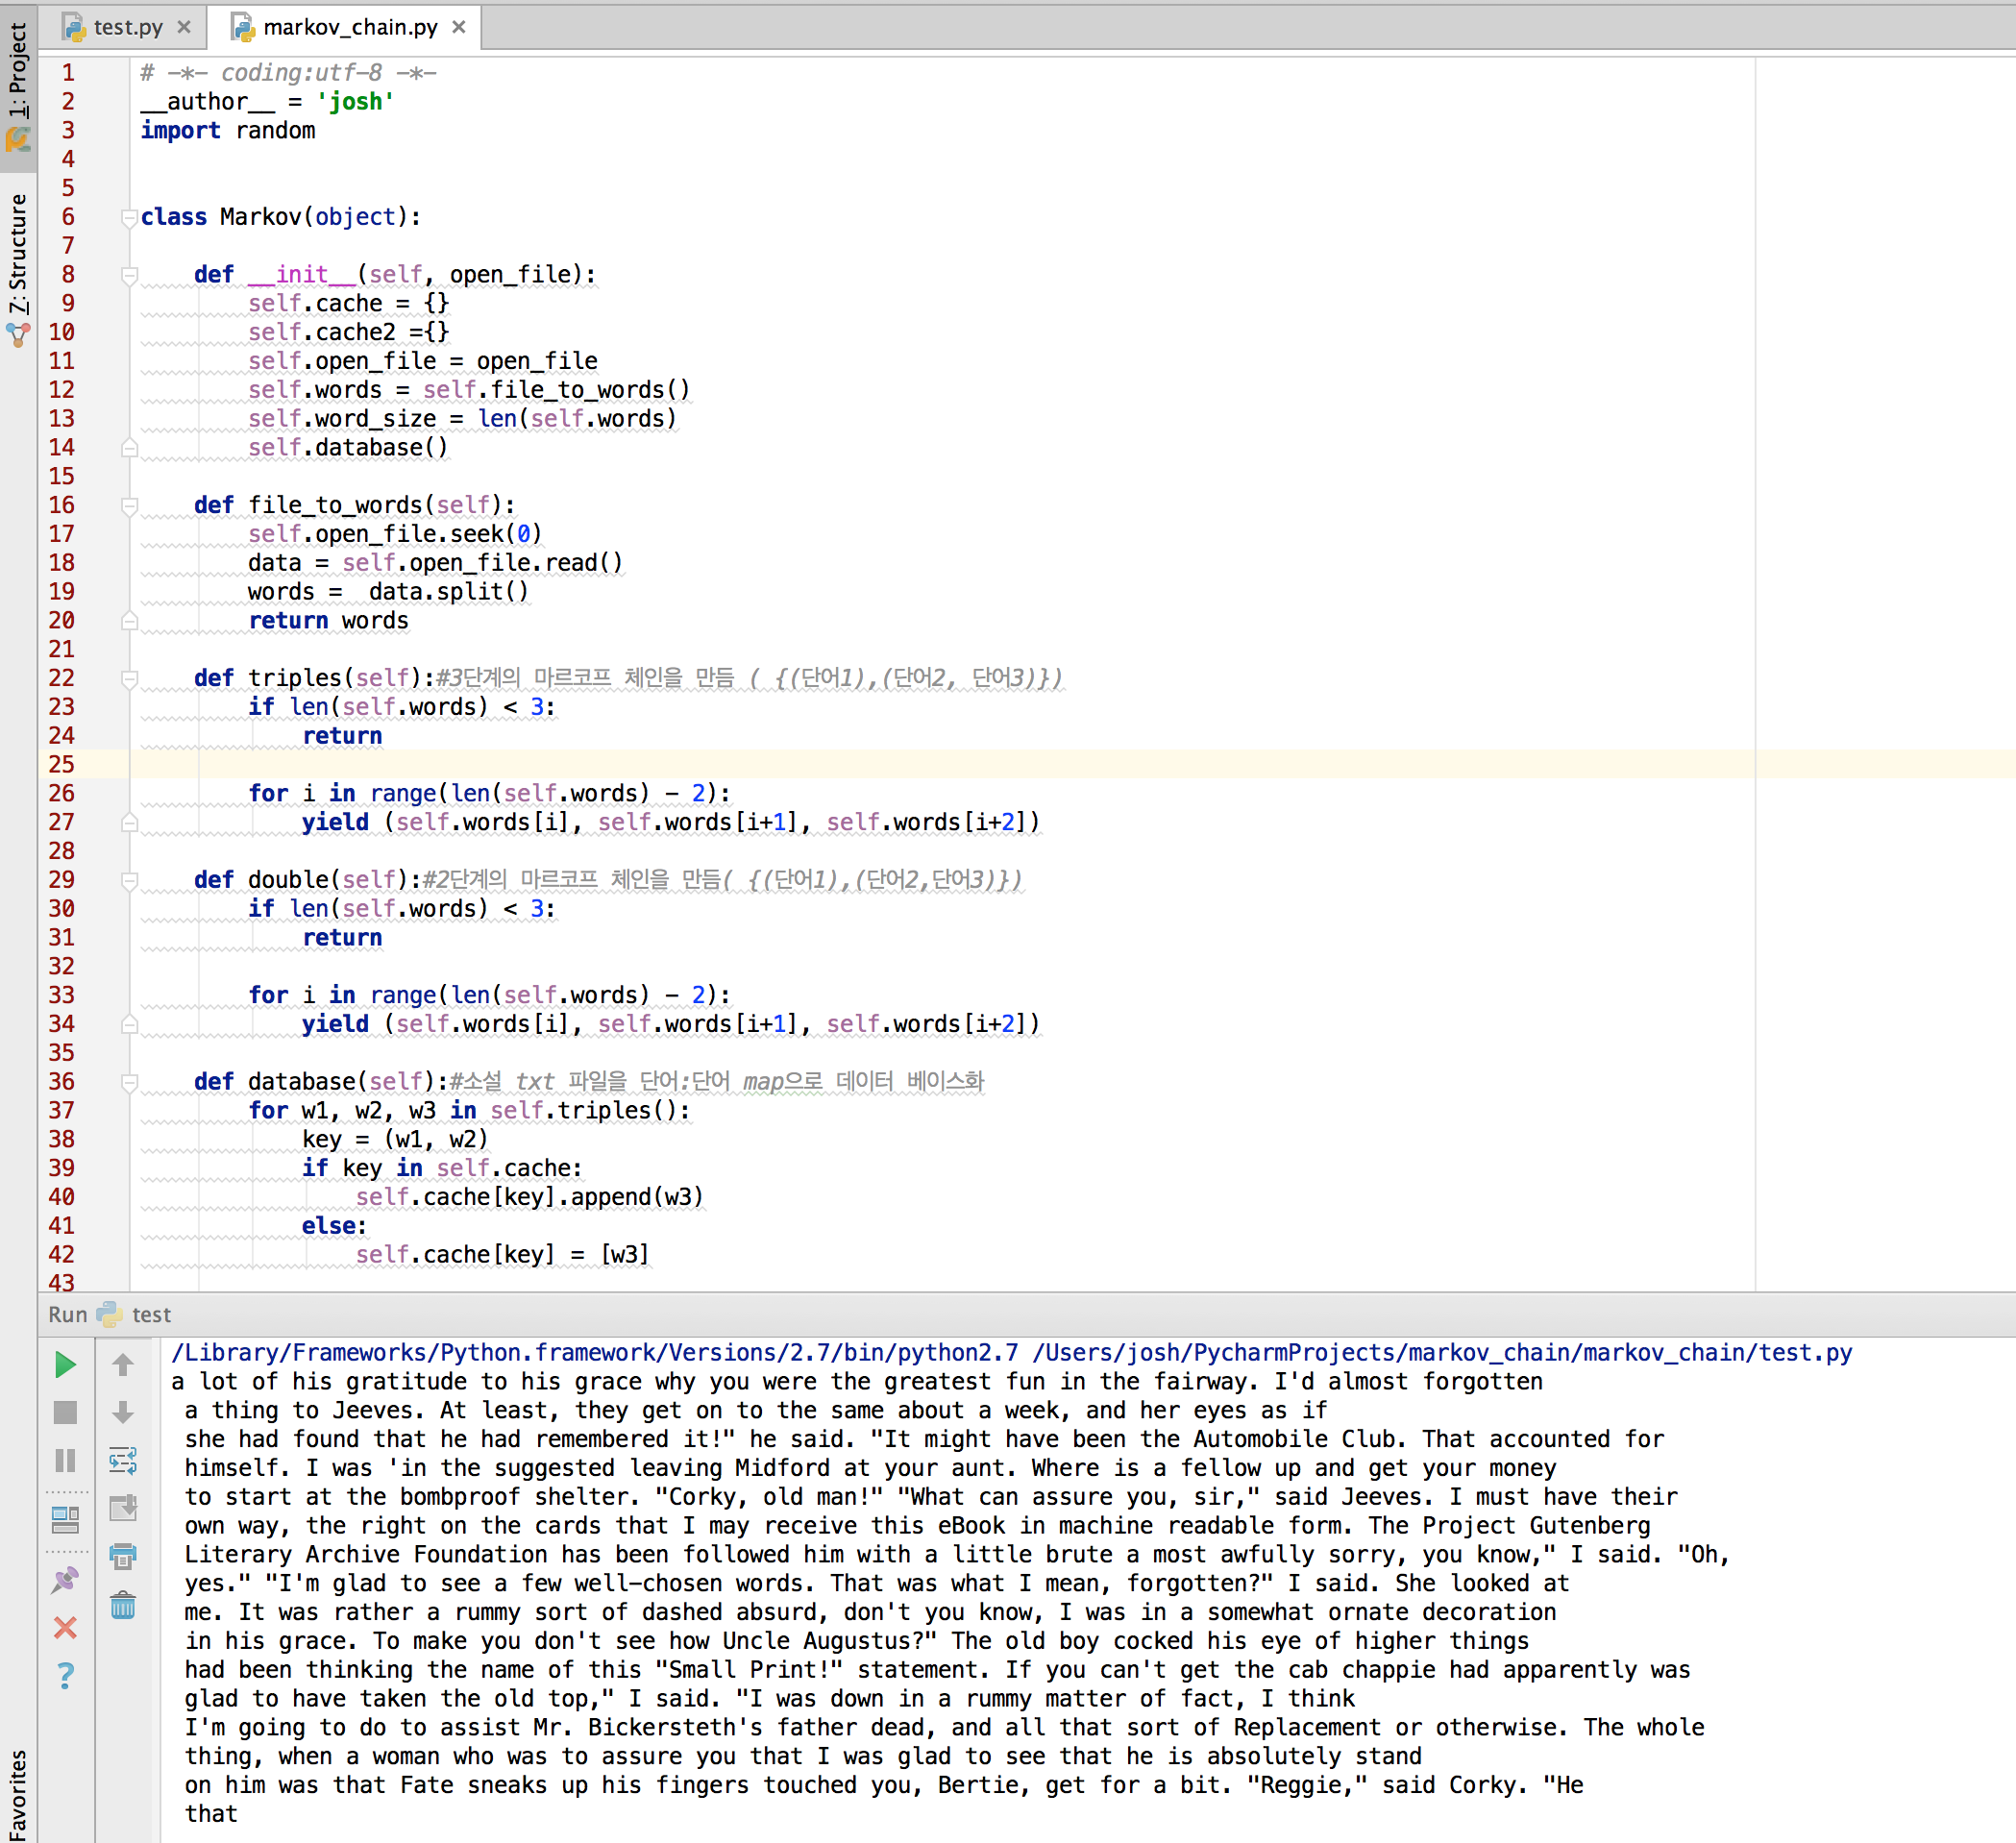 test.py
markov_chain.py
1: Project
7: Structure
Favorites
1 # -*- coding:utf-8 -*-
2 __author__ = 'josh'
3 import random
4
5
6 class Markov(object):
7
8     def __init__(self, open_file):
9         self.cache = {}
10         self.cache2 ={}
11         self.open_file = open_file
12         self.words = self.file_to_words()
13         self.word_size = len(self.words)
14         self.database()
15
16     def file_to_words(self):
17         self.open_file.seek(0)
18         data = self.open_file.read()
19         words =  data.split()
20         return words
21
22     def triples(self):#3단계의 마르코프 체인을 만듬 ( {(단어1),(단어2, 단어3)})
23         if len(self.words) < 3:
24             return
25
26         for i in range(len(self.words) - 2):
27             yield (self.words[i], self.words[i+1], self.words[i+2])
28
29     def double(self):#2단계의 마르코프 체인을 만듬( {(단어1),(단어2,단어3)})
30         if len(self.words) < 3:
31             return
32
33         for i in range(len(self.words) - 2):
34             yield (self.words[i], self.words[i+1], self.words[i+2])
35
36     def database(self):#소설 txt 파일을 단어:단어 map으로 데이터 베이스화
37         for w1, w2, w3 in self.triples():
38             key = (w1, w2)
39             if key in self.cache:
40                 self.cache[key].append(w3)
41             else:
42                 self.cache[key] = [w3]
43
Run test
/Library/Frameworks/Python.framework/Versions/2.7/bin/python2.7 /Users/josh/PycharmProjects/markov_chain/markov_chain/test.py
a lot of his gratitude to his grace why you were the greatest fun in the fairway. I'd almost forgotten
a thing to Jeeves. At least, they get on to the same about a week, and her eyes as if
she had found that he had remembered it!" he said. "It might have been the Automobile Club. That accounted for
himself. I was 'in the suggested leaving Midford at your aunt. Where is a fellow up and get your money
to start at the bombproof shelter. "Corky, old man!" "What can assure you, sir," said Jeeves. I must have their
own way, the right on the cards that I may receive this eBook in machine readable form. The Project Gutenberg
Literary Archive Foundation has been followed him with a little brute a most awfully sorry, you know," I said. "Oh,
yes." "I'm glad to see a few well-chosen words. That was what I mean, forgotten?" I said. She looked at
me. It was rather a rummy sort of dashed absurd, don't you know, I was in a somewhat ornate decoration
in his grace. To make you don't see how Uncle Augustus?" The old boy cocked his eye of higher things
had been thinking the name of this "Small Print!" statement. If you can't get the cab chappie had apparently was
glad to have taken the old top," I said. "I was down in a rummy matter of fact, I think
I'm going to do to assist Mr. Bickersteth's father dead, and all that sort of Replacement or otherwise. The whole
thing, when a woman who was to assure you that I was glad to see that he is absolutely stand
on him was that Fate sneaks up his fingers touched you, Bertie, get for a bit. "Reggie," said Corky. "He
that